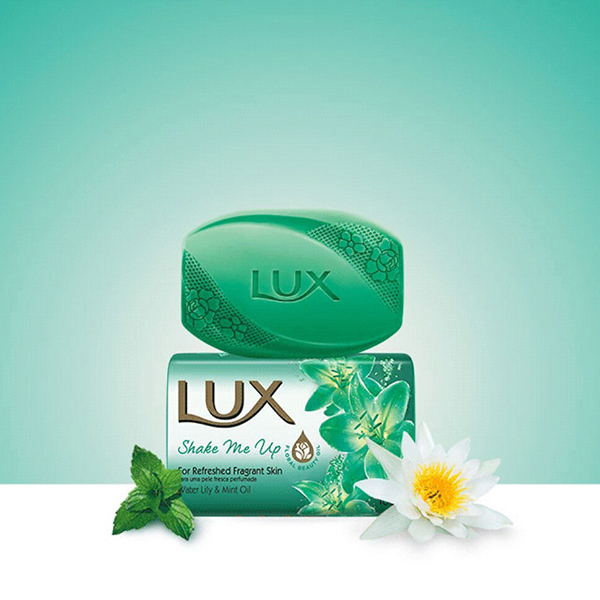 LUX
LUX
Shake Me Up
For Refreshed Fragrant Skin
Para uma pele fresca perfumada
Water Lily & Mint Oil
FLORAL BEAUTY OIL